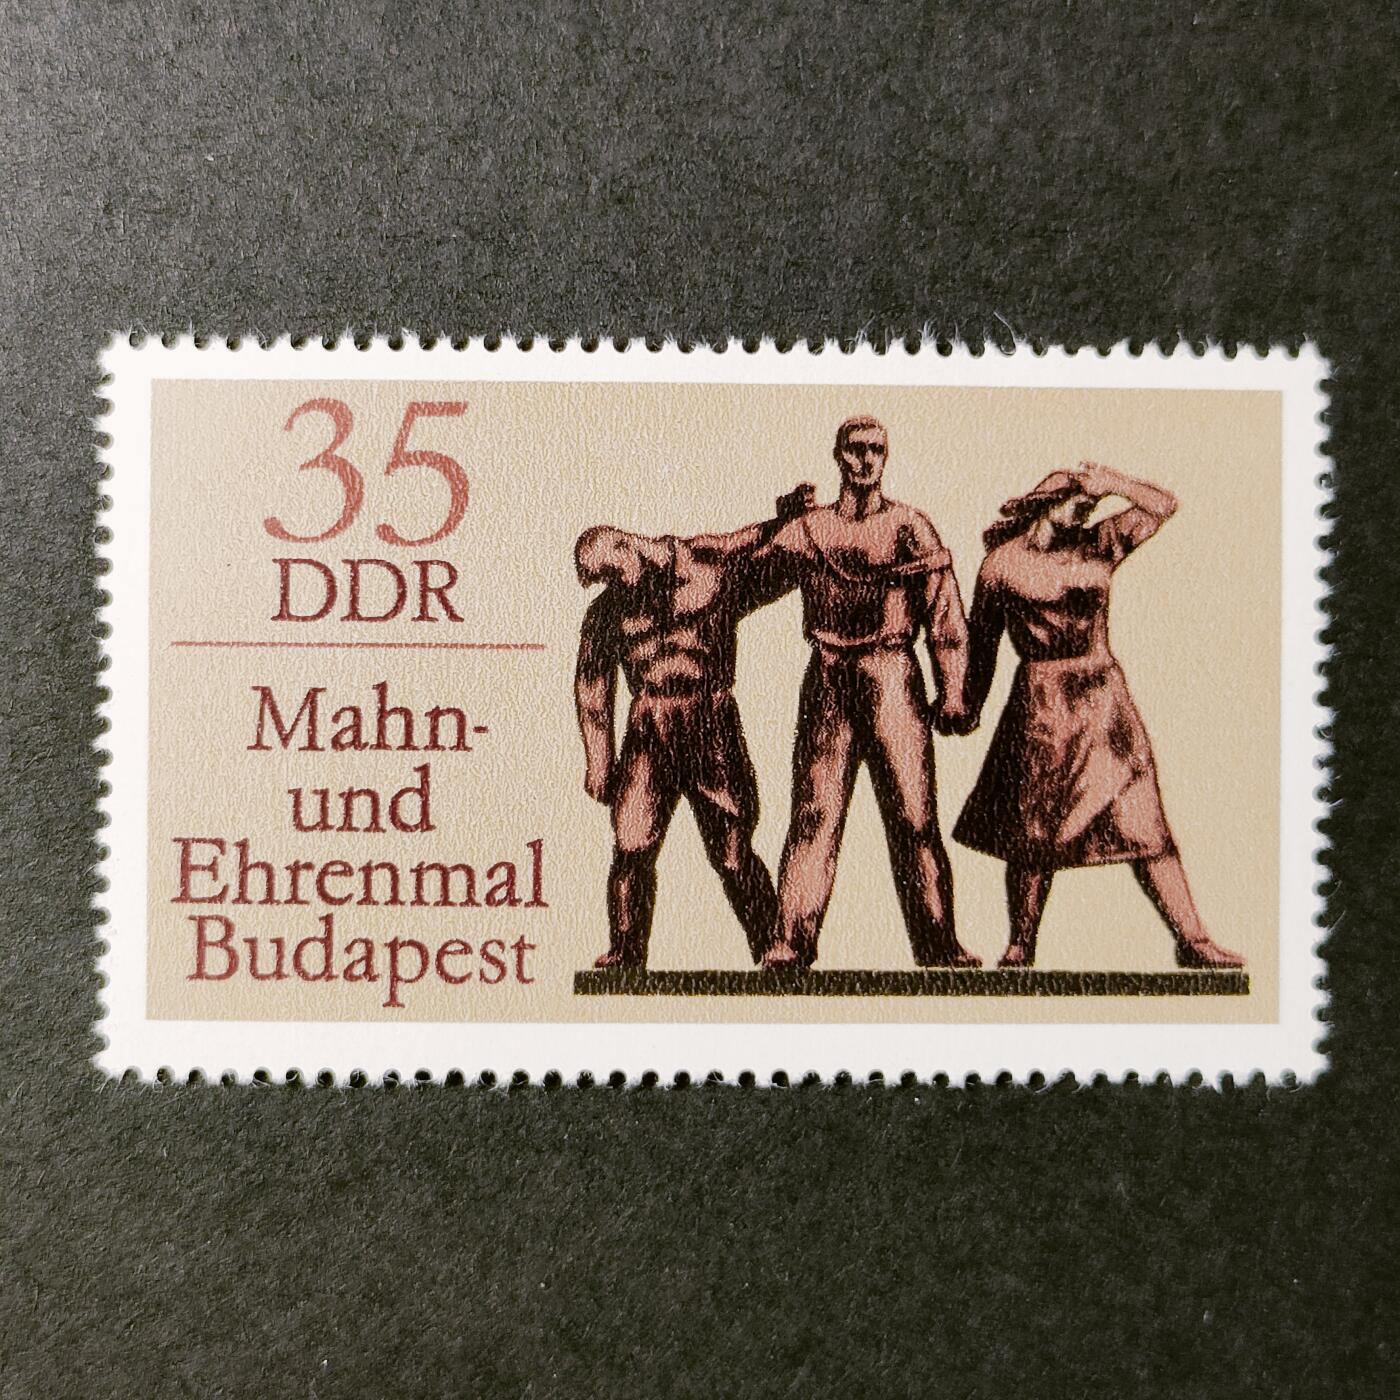 35
DDR
Mahn-
und
Ehrenmal
Budapest